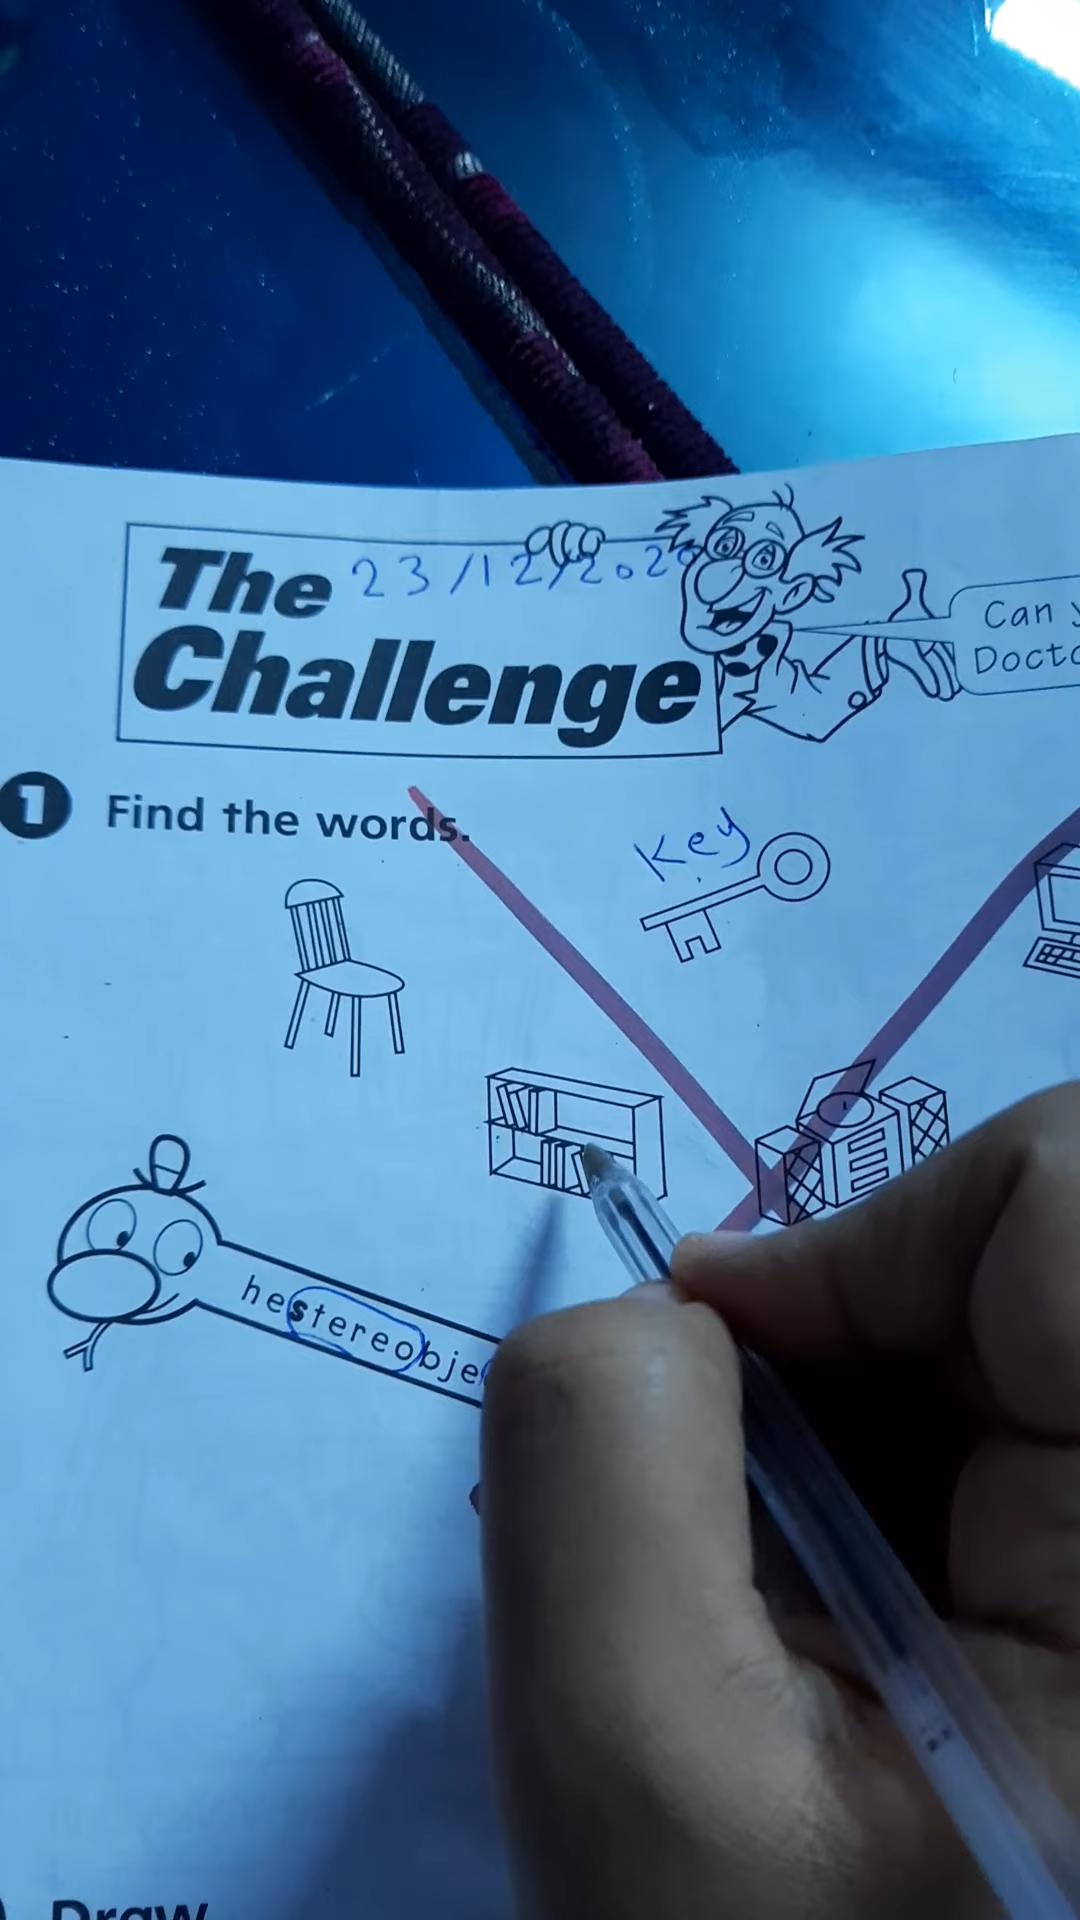 The 23/12/202
Challenge
Can
Docto
1 Find the words.
Key
hestereobje
Draw